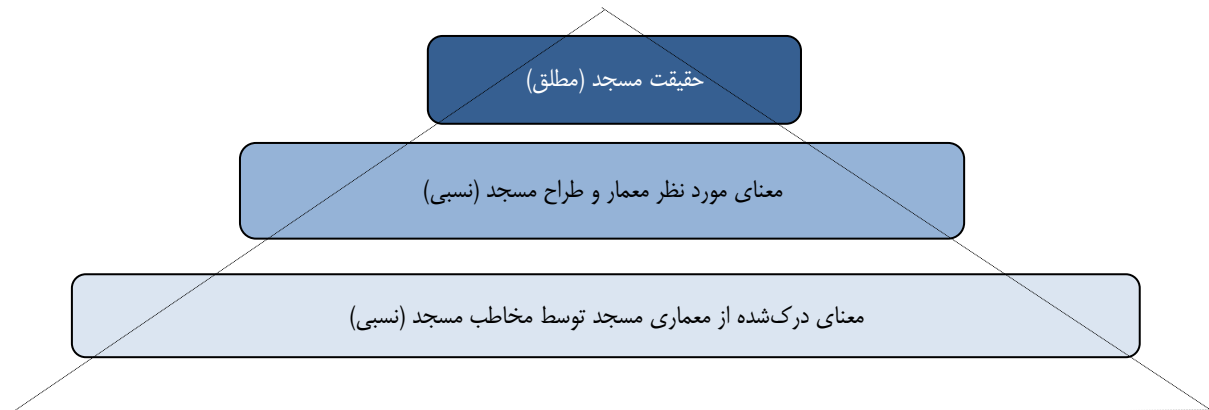 حقیقت مسجد (مطلق)
معنای مورد نظر معمار و طراح مسجد (نسبی)
معنای درک‌شده از معماری مسجد توسط مخاطب مسجد (نسبی)